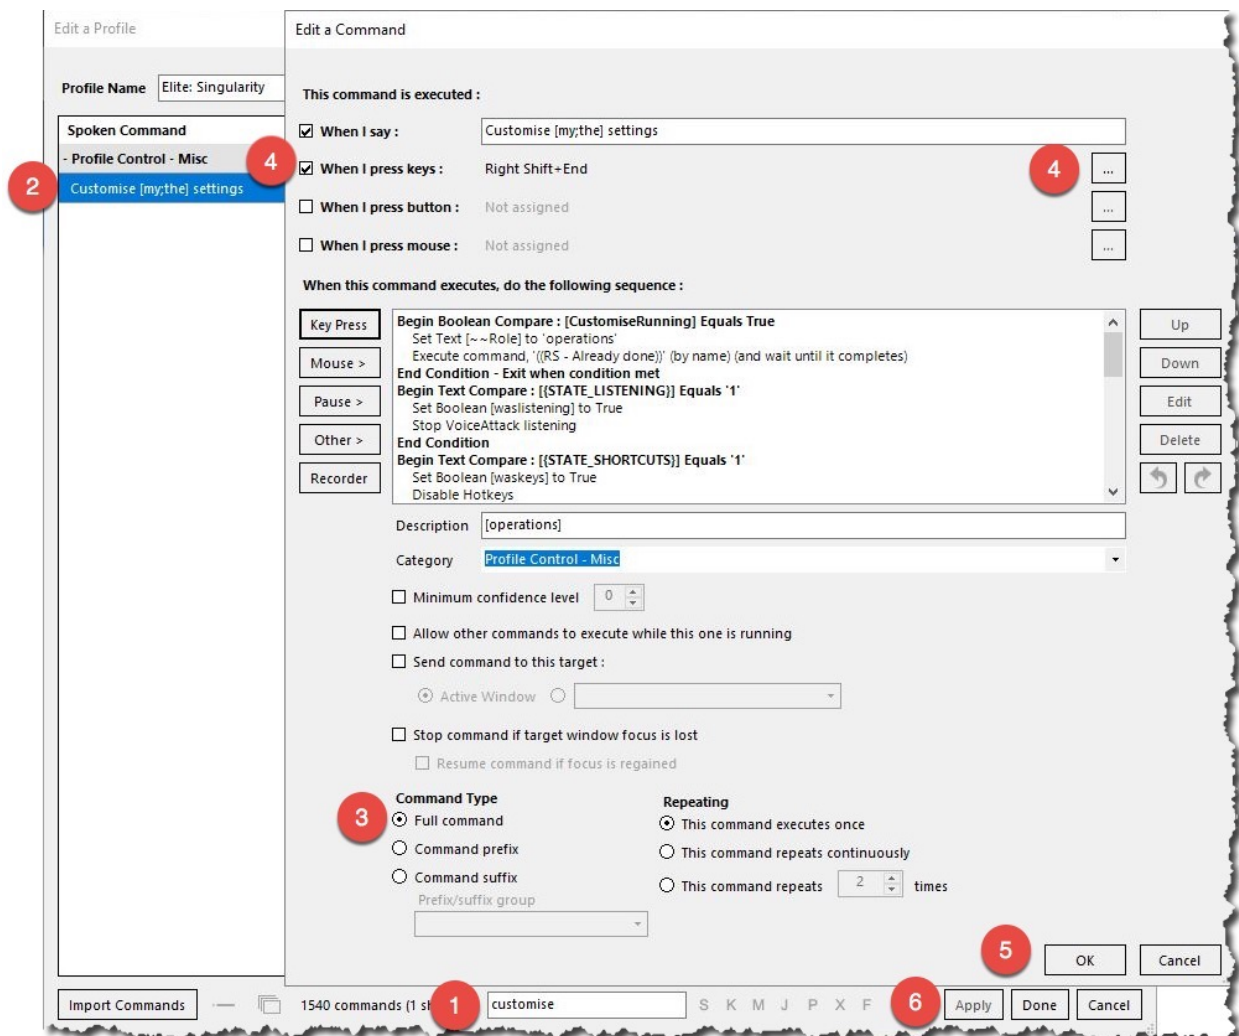 Edit a Profile
Edit a Command
Profile Name Elite: Singularity
This command is executed :
Spoken Command
When I say : Customise [my;the] settings
- Profile Control - Misc
4 When I press keys : Right Shift+End 4 ...
2 Customise [my;the] settings
When I press button : Not assigned ...
When I press mouse : Not assigned ...
When this command executes, do the following sequence :
Key Press
Mouse >
Pause >
Other >
Recorder
Begin Boolean Compare : [CustomiseRunning] Equals True
Set Text [~~Role] to 'operations'
Execute command, '((RS - Already done))' (by name) (and wait until it completes)
End Condition - Exit when condition met
Begin Text Compare : [{STATE_LISTENING}] Equals '1'
Set Boolean [waslistening] to True
Stop VoiceAttack listening
End Condition
Begin Text Compare : [{STATE_SHORTCUTS}] Equals '1'
Set Boolean [waskeys] to True
Disable Hotkeys
Up
Down
Edit
Delete
Description [operations]
Category Profile Control - Misc
Minimum confidence level 0
Allow other commands to execute while this one is running
Send command to this target :
Active Window
Stop command if target window focus is lost
Resume command if focus is regained
Command Type
3 Full command
Command prefix
Command suffix
Prefix/suffix group
Repeating
This command executes once
This command repeats continuously
This command repeats 2 times
5 OK Cancel
Import Commands 1540 commands (1 sh 1 customise S K M J P X F 6 Apply Done Cancel